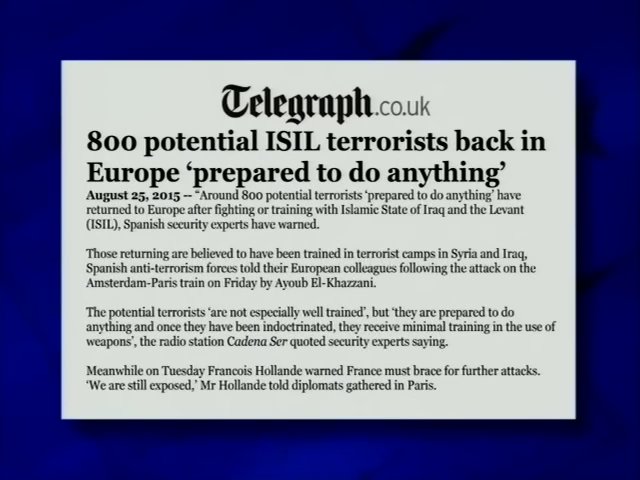 Telegraph.co.uk
800 potential ISIL terrorists back in
Europe ‘prepared to do anything’
August 25, 2015 -- “Around 800 potential terrorists ‘prepared to do anything’ have
returned to Europe after fighting or training with Islamic State of Iraq and the Levant
(ISIL), Spanish security experts have warned.
Those returning are believed to have been trained in terrorist camps in Syria and Iraq,
Spanish anti-terrorism forces told their European colleagues following the attack on the
Amsterdam-Paris train on Friday by Ayoub El-Khazzani.
The potential terrorists ‘are not especially well trained’, but ‘they are prepared to do
anything and once they have been indoctrinated, they receive minimal training in the use of
weapons’, the radio station Cadena Ser quoted security experts saying.
Meanwhile on Tuesday Francois Hollande warned France must brace for further attacks.
‘We are still exposed,’ Mr Hollande told diplomats gathered in Paris.